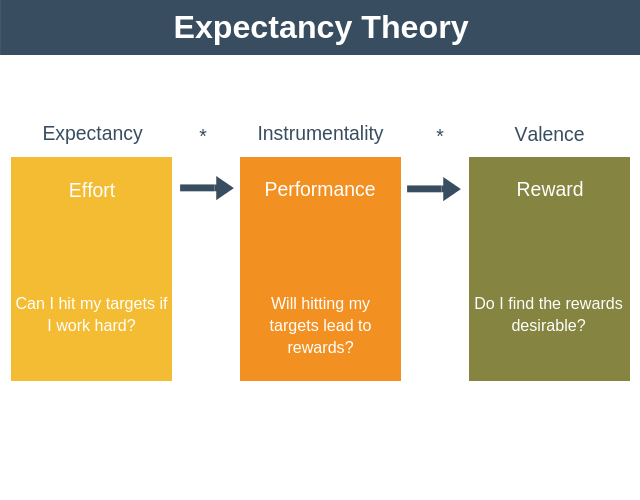 Expectancy Theory
Expectancy * Instrumentality * Valence
Effort
Can I hit my targets if
I work hard?
Performance
Will hitting my
targets lead to
rewards?
Reward
Do I find the rewards
desirable?